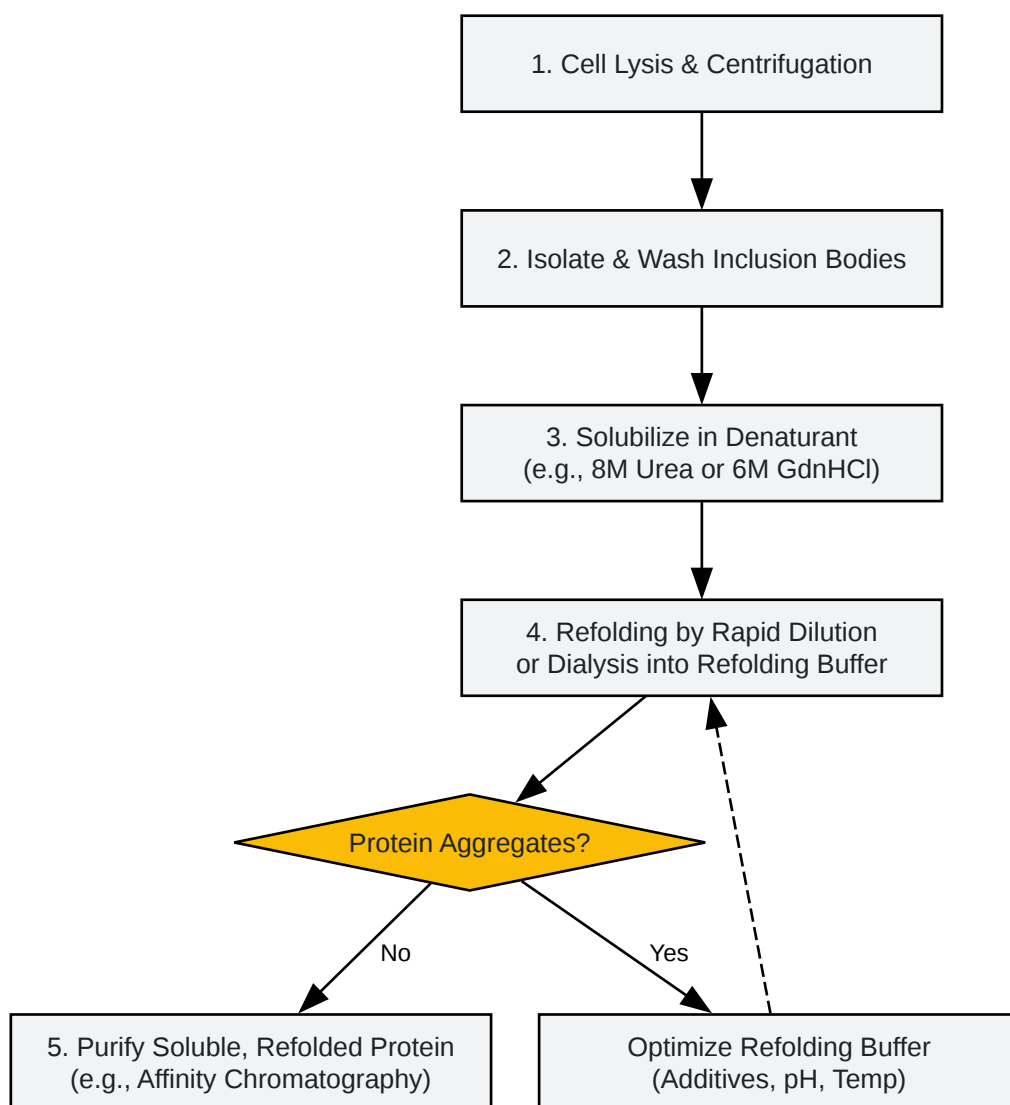 1. Cell Lysis & Centrifugation
2. Isolate & Wash Inclusion Bodies
3. Solubilize in Denaturant
(e.g., 8M Urea or 6M GdnHCl)
4. Refolding by Rapid Dilution
or Dialysis into Refolding Buffer
Protein Aggregates?
No
Yes
5. Purify Soluble, Refolded Protein
(e.g., Affinity Chromatography)
Optimize Refolding Buffer
(Additives, pH, Temp)